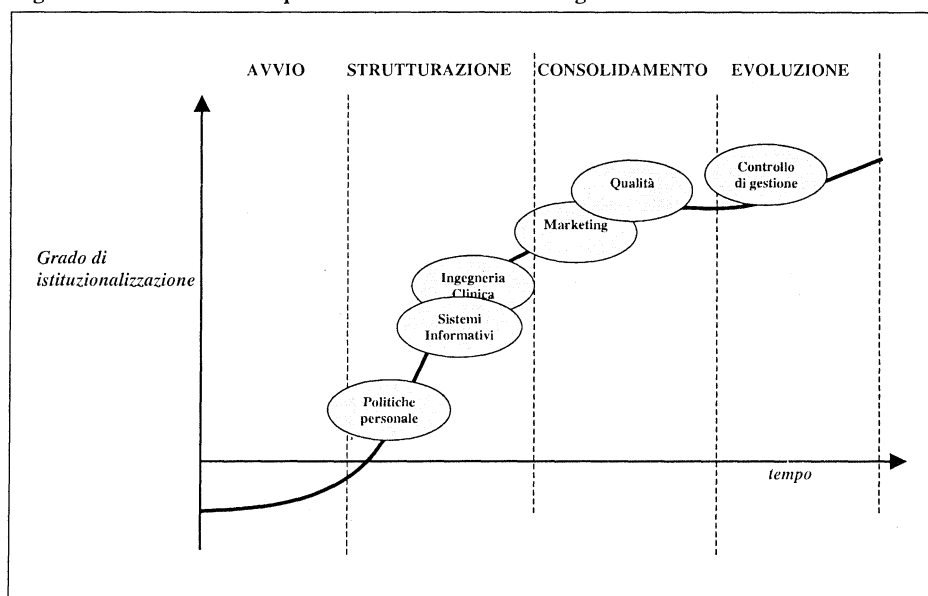 AVVIO STRUTTURAZIONE CONSOLIDAMENTO EVOLUZIONE
Controllo
di gestione
Qualità
Marketing
Grado di
istituzionalizzazione
Ingegneria
Clinica
Sistemi
Informativi
Politiche
personale
tempo